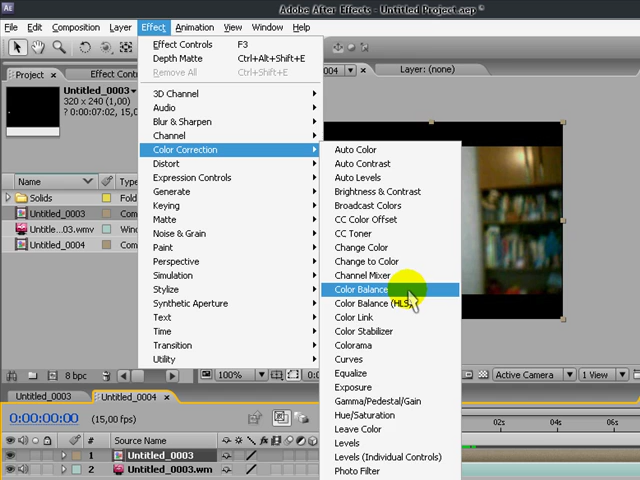 Adobe After Effects - Untitled Project.aep *
File Edit Composition Layer Effect Animation View Window Help
Effect Controls F3
Depth Matte Ctrl+Alt+Shift+E
Remove All Ctrl+Shift+E
3D Channel
Audio
Blur & Sharpen
Channel
Color Correction
Distort
Expression Controls
Generate
Keying
Matte
Noise & Grain
Paint
Perspective
Simulation
Stylize
Synthetic Aperture
Text
Time
Transition
Utility
Auto Color
Auto Contrast
Auto Levels
Brightness & Contrast
Broadcast Colors
CC Color Offset
CC Toner
Change Color
Change to Color
Channel Mixer
Color Balance
Color Balance (HLS)
Color Link
Color Stabilizer
Colorama
Curves
Equalize
Exposure
Gamma/Pedestal/Gain
Hue/Saturation
Leave Color
Levels
Levels (Individual Controls)
Photo Filter
Project Effect Contr
004 Layer: (none)
Untitled_0003
320 x 240 (1,00)
? 0:00:07:02, 15,0
Name Type
Solids Fold
Untitled_0003 Com
Untitled...03.wmv
Untitled_0004 Com
8 bpc 100% Active Camera 1 View
Untitled_0003 Untitled_0004
0:00:00:00 (15,00 fps) 02s 04s 06s
# Source Name
1 Untitled_0003
2 Untitled_0003.wm